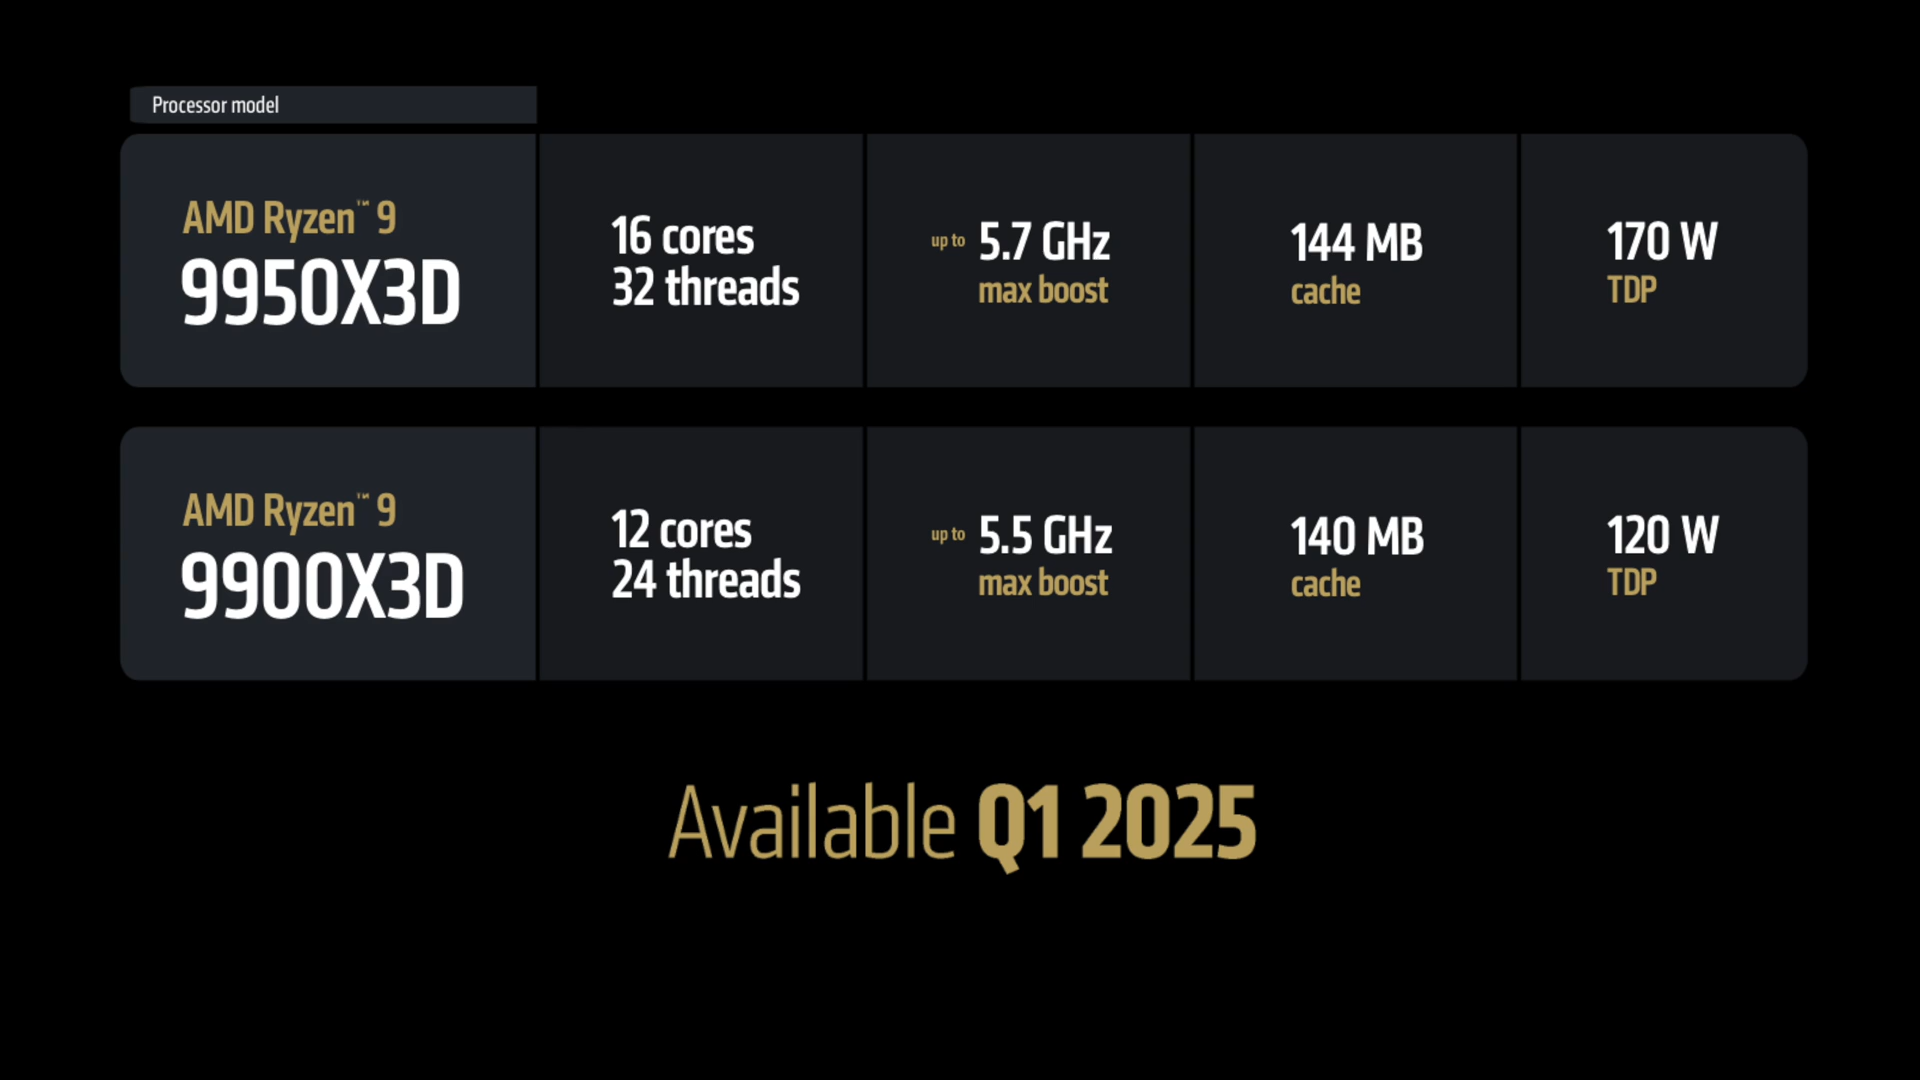 Processor model
AMD Ryzen™ 9
9950X3D
16 cores
32 threads
up to 5.7 GHz
max boost
144 MB
cache
170 W
TDP
AMD Ryzen™ 9
9900X3D
12 cores
24 threads
up to 5.5 GHz
max boost
140 MB
cache
120 W
TDP
Available Q1 2025